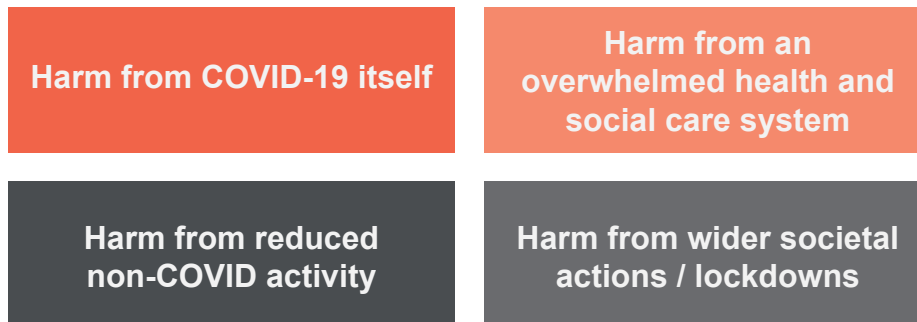 Harm from COVID-19 itself
Harm from an
overwhelmed health and
social care system
Harm from reduced
non-COVID activity
Harm from wider societal
actions / lockdowns